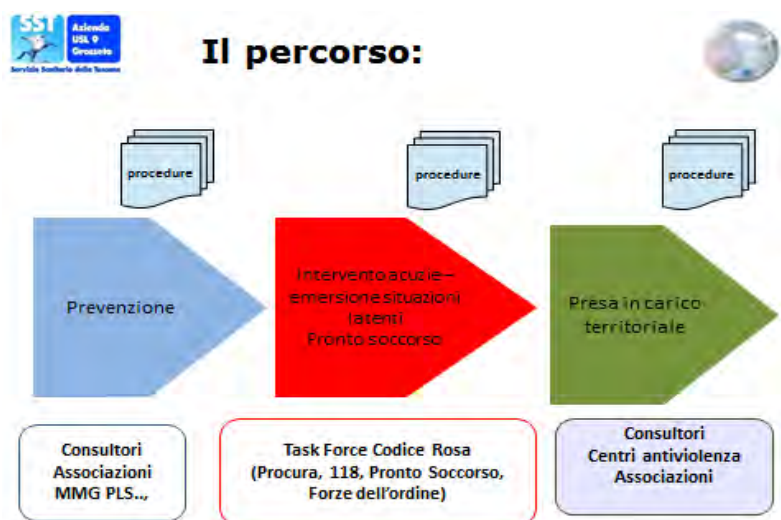 SST
Azienda
USL 9
Grosseto
Servizio Sanitario della Toscana
Il percorso:
procedure
procedure
procedure
Prevenzione
Intervento acuzie–
emersione situazioni
latenti
Pronto soccorso
Presa in carico
territoriale
Consultori
Associazioni
MMG PLS..,
Task Force Codice Rosa
(Procura, 118, Pronto Soccorso,
Forze dell’ordine)
Consultori
Centri antiviolenza
Associazioni